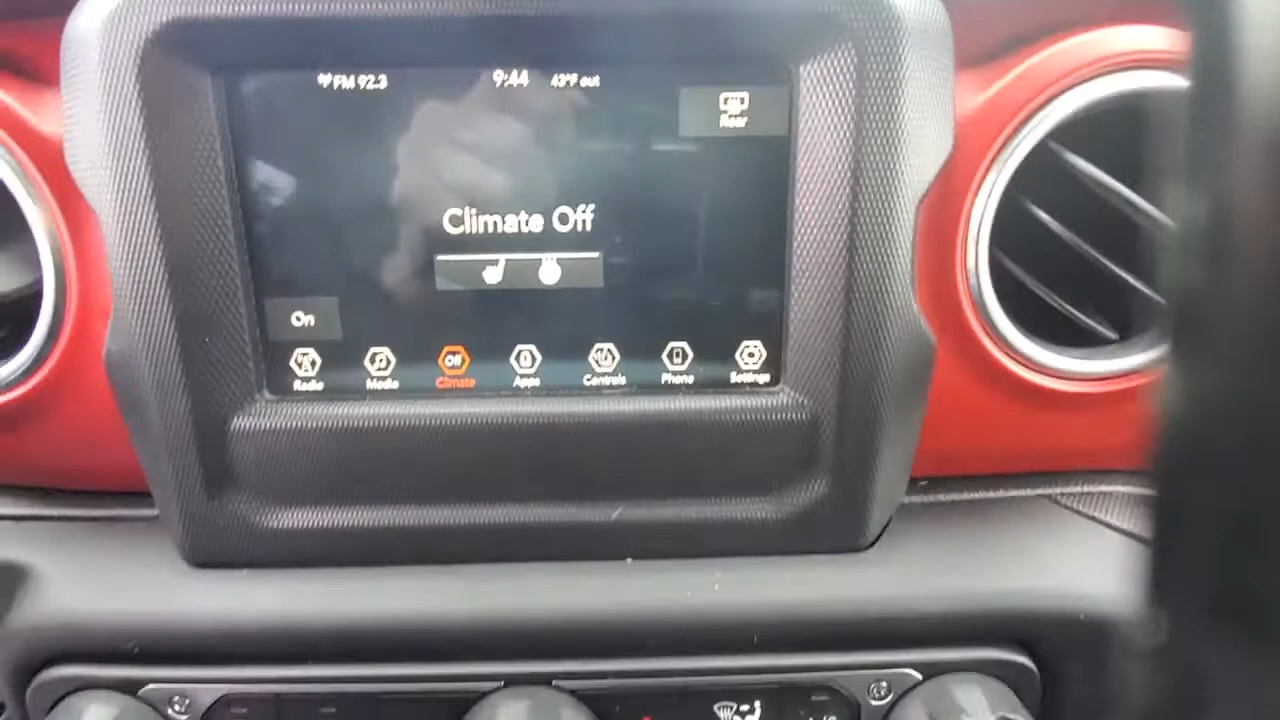 FM 92.3 9:44 43°F out
Rear
Climate Off
On
Off
Radio Media Climate Apps Controls Phone Settings